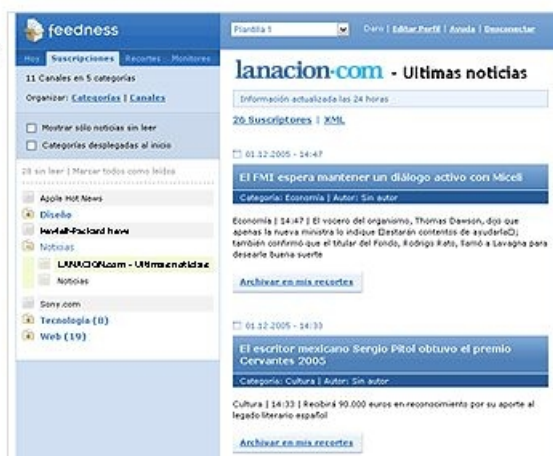 feedness
Plantilla 1
Daro | Editar Perfil | Ayuda | Desconectar
Hoy Suscripciones Recortes Monitores
11 Canales en 5 categorías
Organizar: Categorías | Canales
Mostrar sólo noticias sin leer
Categorías desplegadas al inicio
28 sin leer | Marcar todos como leídos
Apple Hot News
Diseño
Hewlett-Packard News
Noticias
LANACION.com - Ultimas noticias
Noticias
Sony.com
Tecnología (8)
Web (19)
lanacion.com - Ultimas noticias
Información actualizada las 24 horas
26 Suscriptores | XML
01.12.2005 - 14:47
El FMI espera mantener un diálogo activo con Miceli
Categoría: Economía | Autor: Sin autor
Economía | 14:47 | El vocero del organismo, Thomas Dawson, dijo que
apenas la nueva ministra lo indique □estarán contentos de ayudarla□;
también confirmó que el titular del Fondo, Rodrigo Rato, llamó a Lavagna para
desearle buena suerte
Archivar en mis recortes
01.12.2005 - 14:33
El escritor mexicano Sergio Pitol obtuvo el premio
Cervantes 2005
Categoría: Cultura | Autor: Sin autor
Cultura | 14:33 | Recibirá 90.000 euros en reconocimiento por su aporte al
legado literario español
Archivar en mis recortes